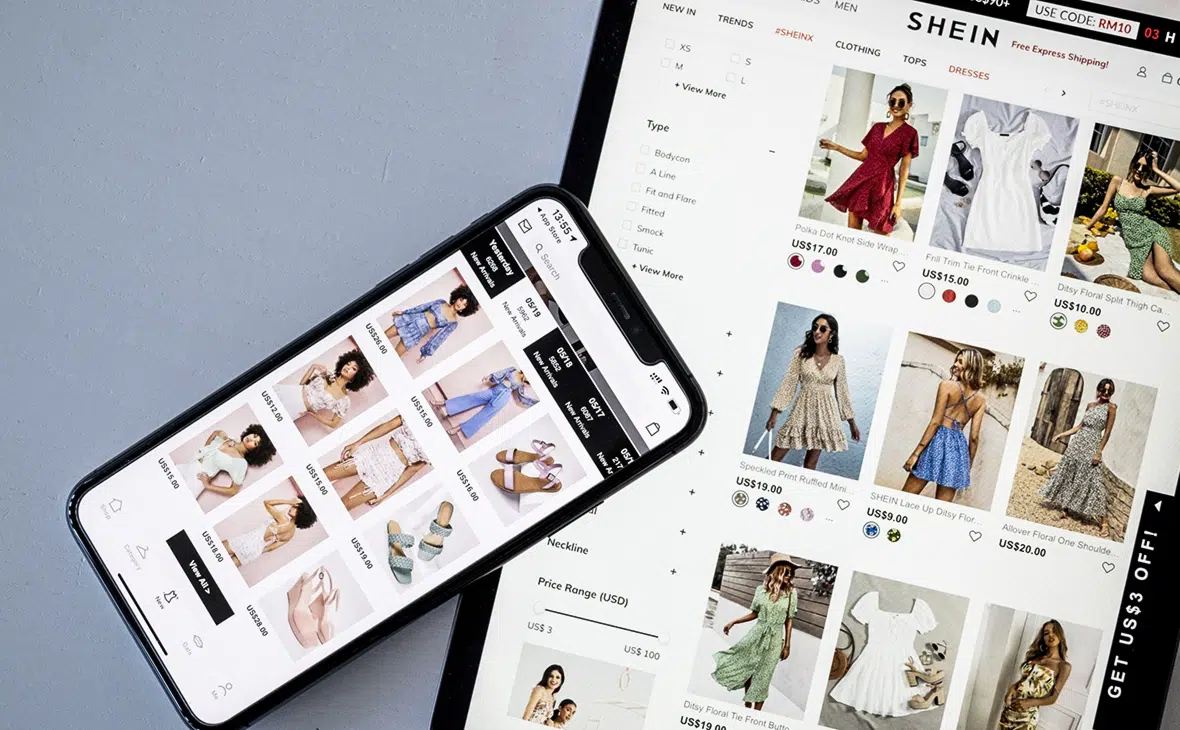 MEN
USE CODE: RM10
03 H
SHEIN
Free Express Shipping!
NEW IN
TRENDS
#SHEINX
CLOTHING
TOPS
DRESSES
#SHEINX
XS
S
M
L
+ View More
Type
Bodycon
A Line
Fit and Flare
Fitted
Smock
Tunic
+ View More
Neckline
Price Range (USD)
US$ 3
US$ 100
Polka Dot Knot Side Wrap ...
US$17.00
Frill Trim Tie Front Crinkle ...
US$15.00
Ditsy Floral Split Thigh Ca...
US$10.00
Speckled Print Ruffled Mini...
US$19.00
SHEIN Lace Up Ditsy Flor...
US$9.00
Allover Floral One Shoulde...
US$20.00
Ditsy Floral Tie Front Butto...
US$19.00
GET US$3 OFF!
13:55
App Store
Search
Yesterday
6268
New Arrivals
05/19
5962
New Arrivals
05/18
5852
New Arrivals
05/17
6087
New Arrivals
US$26.00
US$15.00
US$16.00
US$12.00
US$15.00
US$19.00
US$15.00
US$18.00
US$28.00
View All >
Shop
Category
New
Gals
Me